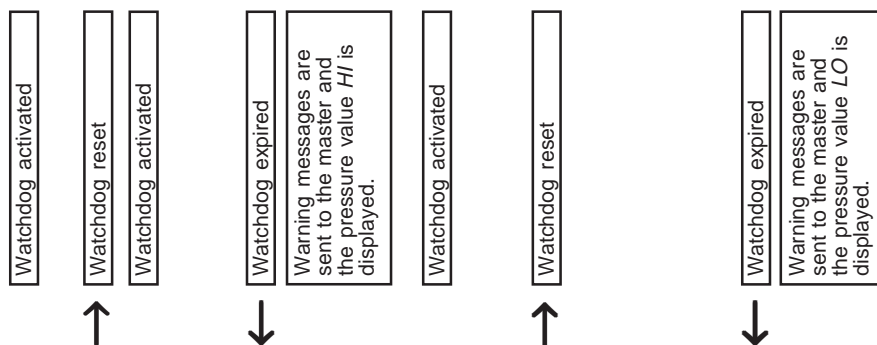 Watchdog activated
Watchdog reset
Watchdog activated
Watchdog expired
Warning messages are
sent to the master and
the pressure value HI is
displayed.
Watchdog activated
Watchdog reset
Watchdog expired
Warning messages are
sent to the master and
the pressure value LO is
displayed.